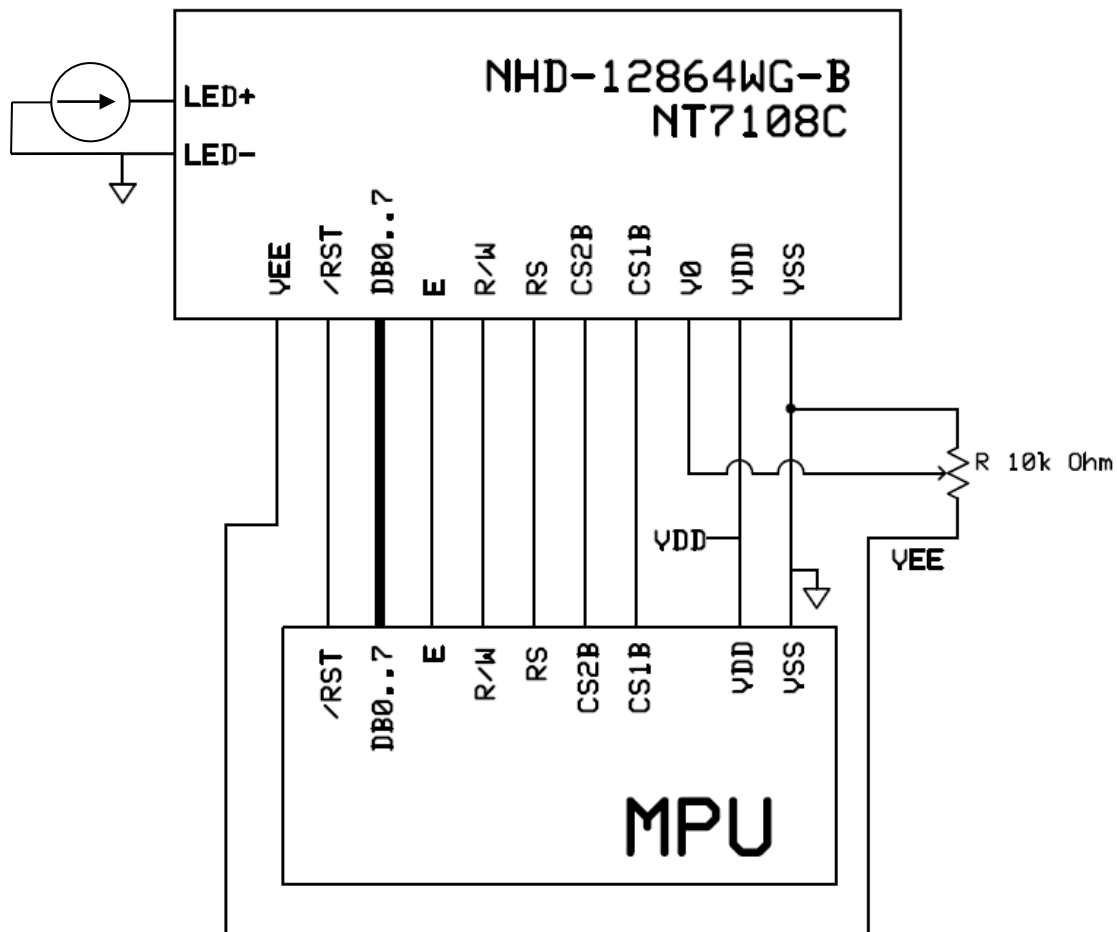 NHD-12864WG-B
NT7108C
LED+
LED-
VEE
/RST
DB0..7
E
R/W
RS
CS2B
CS1B
V0
VDD
VSS
R 10k Ohm
VDD
VEE
/RST
DB0..7
E
R/W
RS
CS2B
CS1B
VDD
VSS
MPU